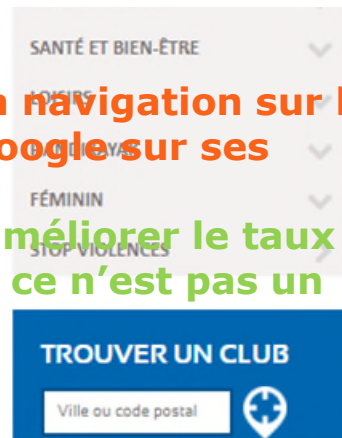 SANTÉ ET BIEN-ÊTRE
LOISIRS
a navigation sur l
oogle sur ses
FÉMININ
méliorer le taux
STOP VIOLENCES
ce n’est pas un
TROUVER UN CLUB
Ville ou code postal